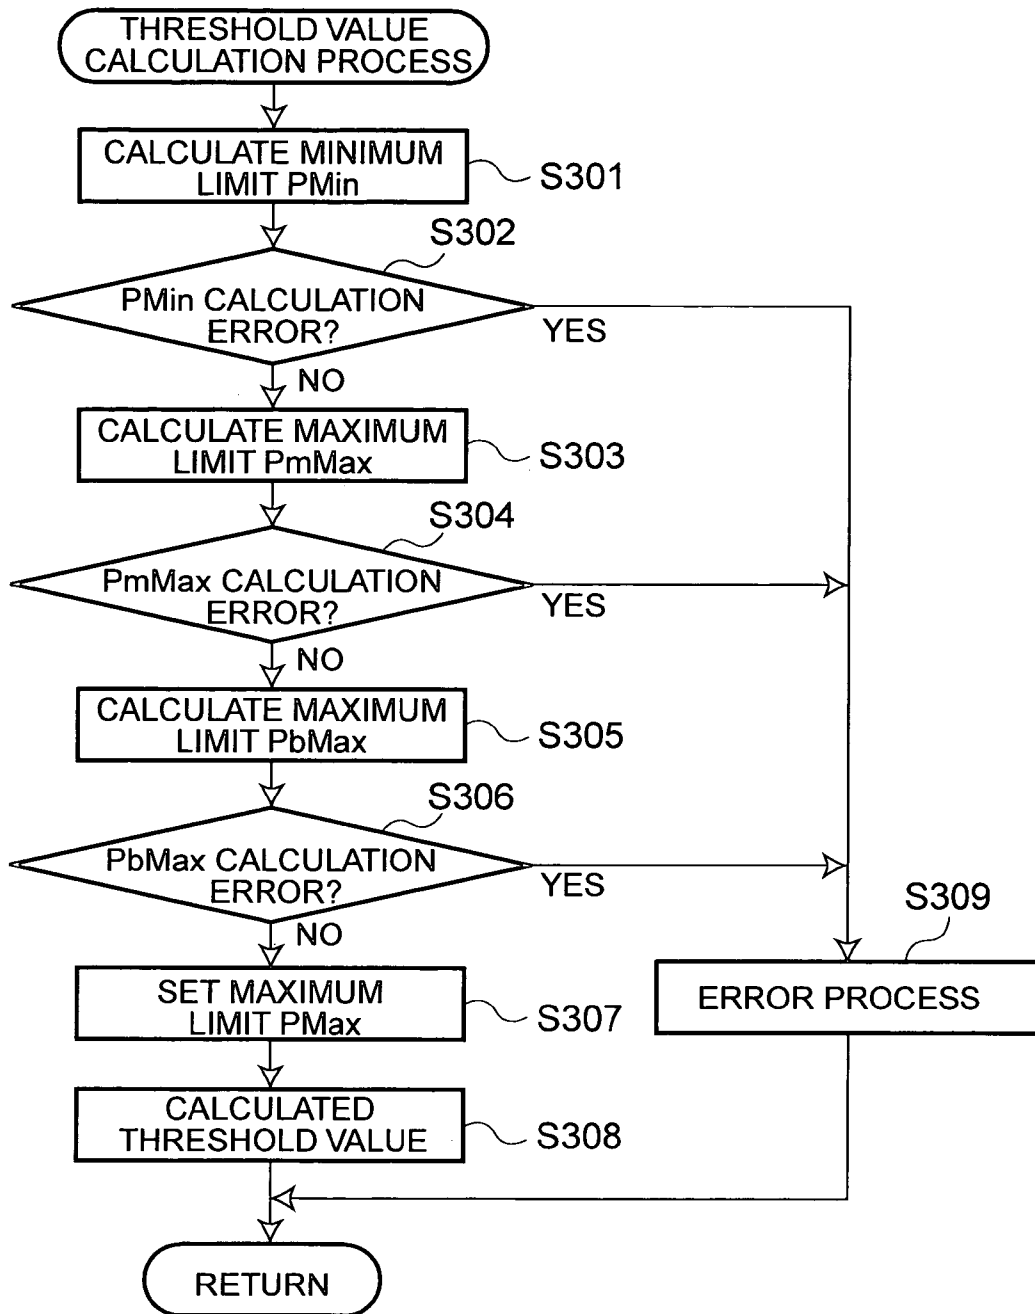 THRESHOLD VALUE
CALCULATION PROCESS
CALCULATE MINIMUM
LIMIT PMin
S301
S302
PMin CALCULATION
ERROR?
YES
NO
CALCULATE MAXIMUM
LIMIT PmMax
S303
S304
PmMax CALCULATION
ERROR?
YES
NO
CALCULATE MAXIMUM
LIMIT PbMax
S305
S306
PbMax CALCULATION
ERROR?
YES
NO
S309
ERROR PROCESS
SET MAXIMUM
LIMIT PMax
S307
CALCULATED
THRESHOLD VALUE
S308
RETURN